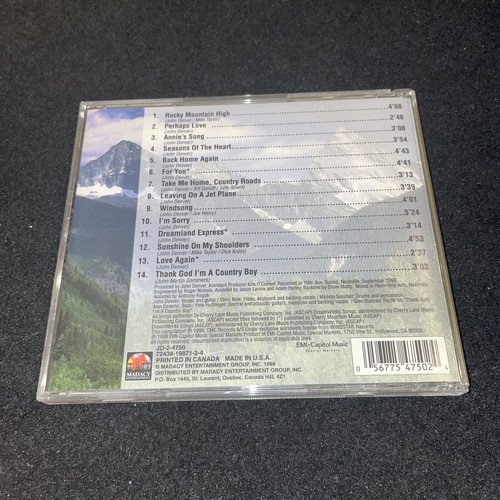 1. Rocky Mountain High 4'08
(John Denver / Mike Taylor)
2. Perhaps Love 2'46
(John Denver)
3. Annie's Song 3'08
(John Denver)
4. Seasons Of The Heart 3'54
(John Denver)
5. Back Home Again 4'43
(John Denver)
6. For You* 4'41
(John Denver)
7. Take Me Home, Country Roads 3'13
(John Denver / Bill Danoff / Taffy Nivert)
8. Leaving On A Jet Plane 3'39
(John Denver)
9. Windsong 4'01
(John Denver / Joe Henry)
10. I'm Sorry 3'24
(John Denver)
11. Dreamland Express* 3'14
(John Denver)
12. Sunshine On My Shoulders 4'53
(John Denver / Mike Taylor / Dick Kniss)
13. Love Again* 2'37
(John Denver)
14. Thank God I'm A Country Boy 3'03
(John Martin Sommers)
JD-2-4750
72438-19871-2-4
PRINTED IN CANADA MADE IN U.S.A.
℗ MADACY ENTERTAINMENT GROUP, INC. 1998
DISTRIBUTED BY MADACY ENTERTAINMENT GROUP, INC.
P.O. Box 1445, St. Laurent, Quebec, Canada H4L 4Z1
MADACY
EMI-Capitol Music
Special Markets
0 56775 47502 4